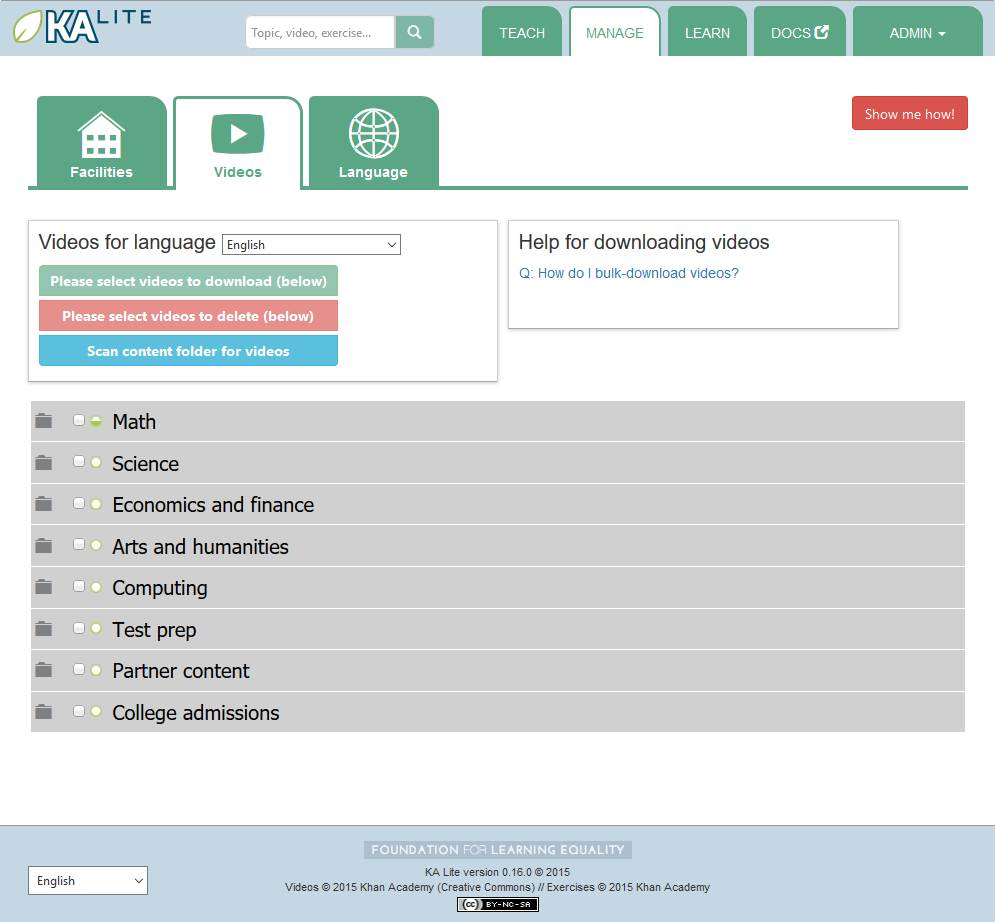 KA LITE
Topic, video, exercise...
TEACH
MANAGE
LEARN
DOCS
ADMIN
Facilities
Videos
Language
Show me how!
Videos for language English
Please select videos to download (below)
Please select videos to delete (below)
Scan content folder for videos
Help for downloading videos
Q: How do I bulk-download videos?
Math
Science
Economics and finance
Arts and humanities
Computing
Test prep
Partner content
College admissions
FOUNDATION FOR LEARNING EQUALITY
KA Lite version 0.16.0 © 2015
English
Videos © 2015 Khan Academy (Creative Commons) // Exercises © 2015 Khan Academy
cc BY-NC-SA